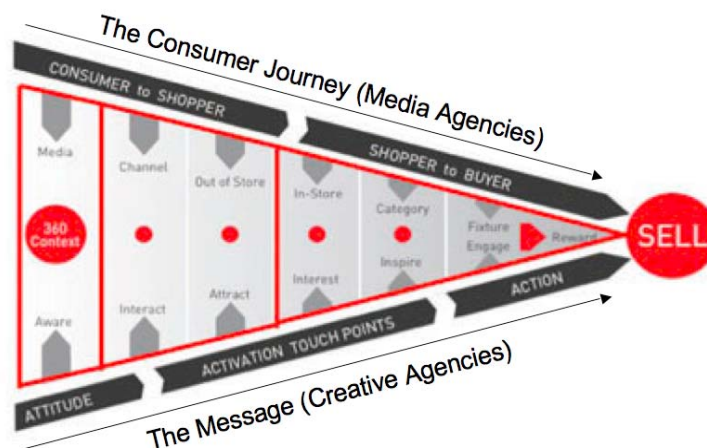 The Consumer Journey (Media Agencies)
CONSUMER to SHOPPER
SHOPPER to BUYER
Media
Channel
Out of Store
In-Store
Category
Fixture
360
Context
Engage
Reward
SELL
Aware
Interact
Attract
Interest
Inspire
ATTITUDE
ACTIVATION TOUCH POINTS
ACTION
The Message (Creative Agencies)